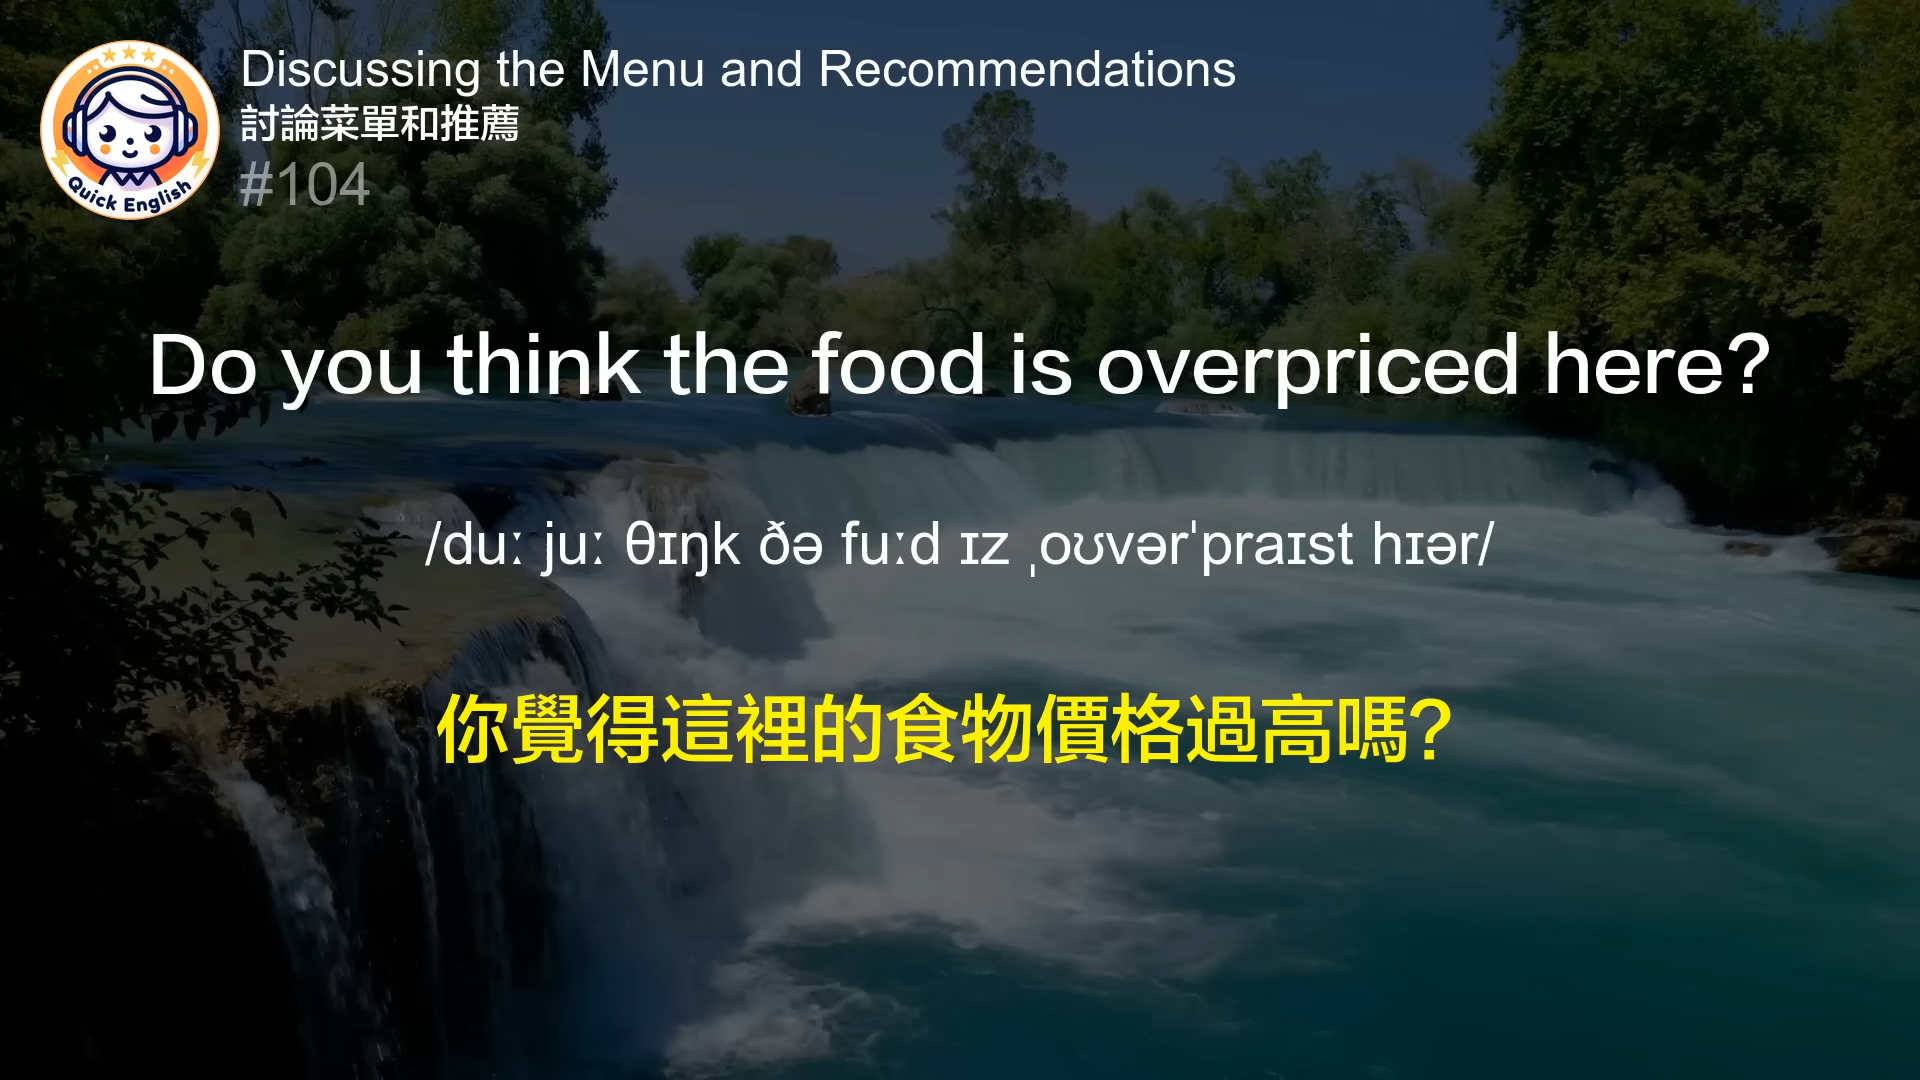 Discussing the Menu and Recommendations
討論菜單和推薦
#104
Quick English
Do you think the food is overpriced here?
/duː juː θɪŋk ðə fuːd ɪz ˌoʊvərˈpraɪst hɪər/
你覺得這裡的食物價格過高嗎?